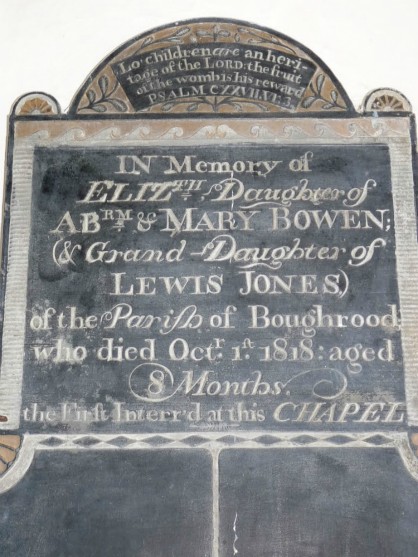 Lo children are an heri-
tage of the LORD: the fruit
of the womb is his reward
PSALM CXXVII. VE: 3.
IN Memory of
ELIZTH. Daughter of
ABRM & MARY BOWEN;
(& Grand-Daughter of
LEWIS JONES,)
of the Pariſh of Boughrood;
who died Octr. 1st. 1818: aged
8 Months.
the First Interr'd at this CHAPEL